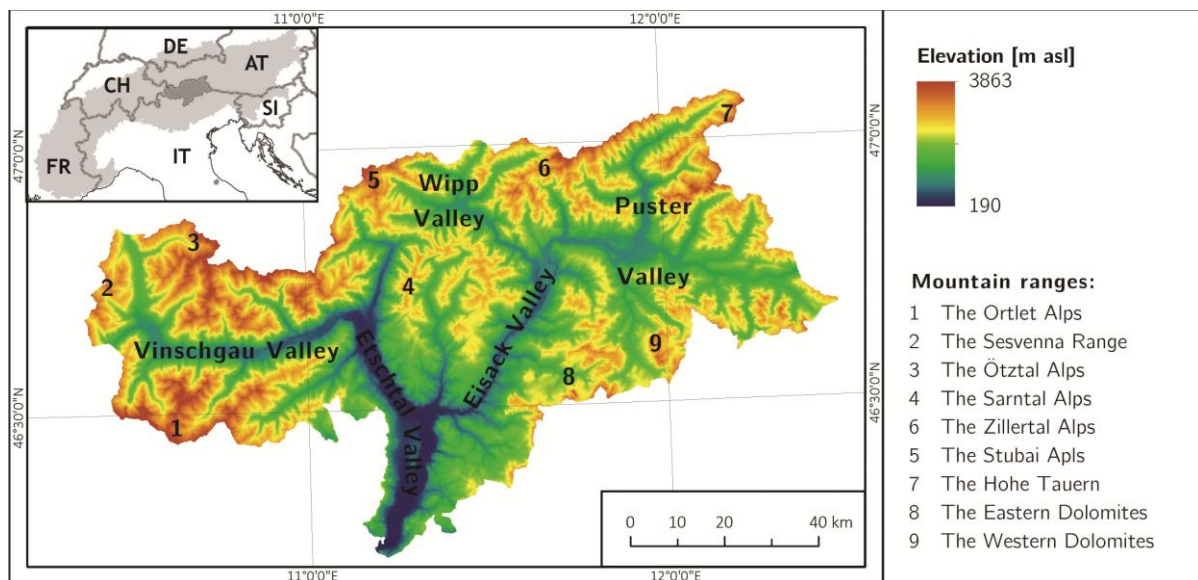 11°0'0"E
12°0'0"E
DE
AT
CH
SI
FR
IT
47°0'0"N
46°30'0"N
7
6
5
Wipp
Valley
Puster
Valley
3
2
4
Eisack Valley
Vinschgau Valley
Etschtal Valley
9
8
1
47°0'0"N
46°30'0"N
0 10 20 40 km
11°0'0"E
12°0'0"E
Elevation [m asl]
3863
190
Mountain ranges:
1 The Ortlet Alps
2 The Sesvenna Range
3 The Ötztal Alps
4 The Sarntal Alps
6 The Zillertal Alps
5 The Stubai Apls
7 The Hohe Tauern
8 The Eastern Dolomites
9 The Western Dolomites